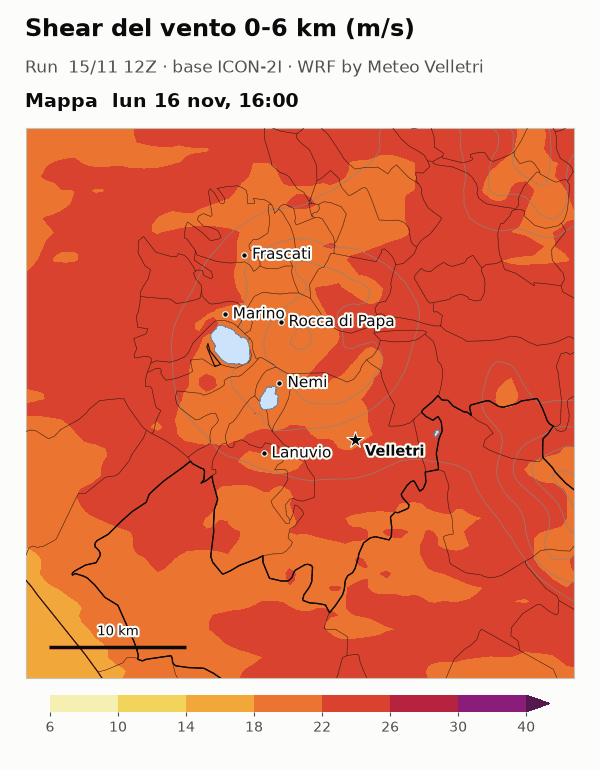 Shear del vento 0-6 km (m/s)
Run  15/11 12Z · base ICON-2I · WRF by Meteo Velletri
Mappa  lun 16 nov, 16:00
Frascati
Marino
Rocca di Papa
Nemi
Velletri
Lanuvio
10 km
6 10 14 18 22 26 30 40